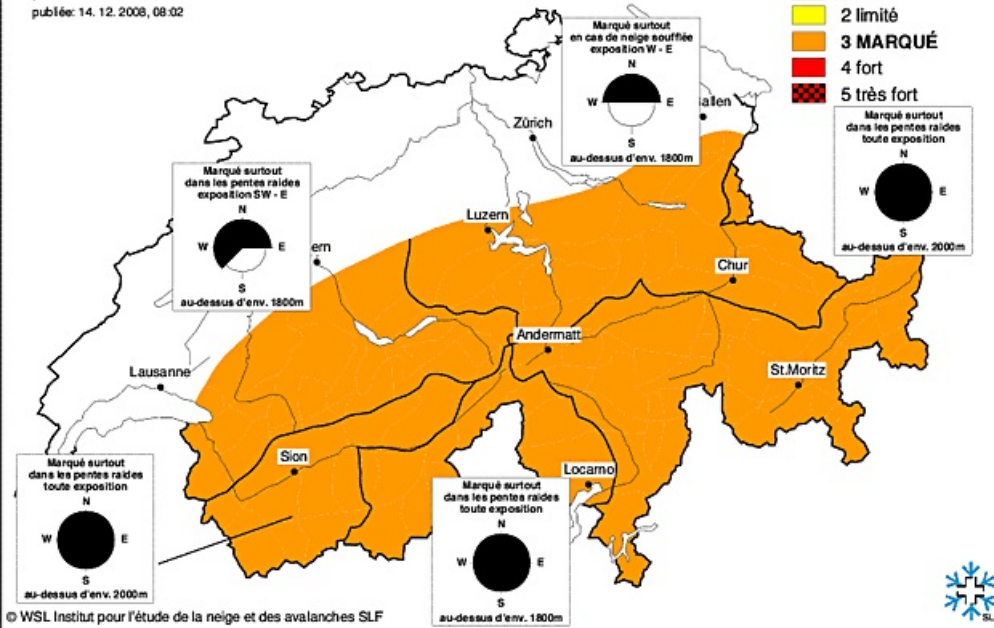 publiée: 14. 12. 2008, 08:02
2 limité
3 MARQUÉ
4 fort
5 très fort
Marqué surtout
en cas de neige soufflée
exposition W - E
N
W E
S
au-dessus d'env. 1800m
allen
Zürich
Marqué surtout
dans les pentes raides
toute exposition
N
W E
S
au-dessus d'env. 2000m
Marqué surtout
dans les pentes raides
exposition SW - E
N
W E
S
au-dessus d'env. 1800m
ern
Luzern
Chur
Andermatt
Lausanne
St.Moritz
Sion
Locarno
Marqué surtout
dans les pentes raides
toute exposition
N
W E
S
au-dessus d'env. 2000m
Marqué surtout
dans les pentes raides
toute exposition
N
W E
S
au-dessus d'env. 1800m
© WSL Institut pour l'étude de la neige et des avalanches SLF
SL